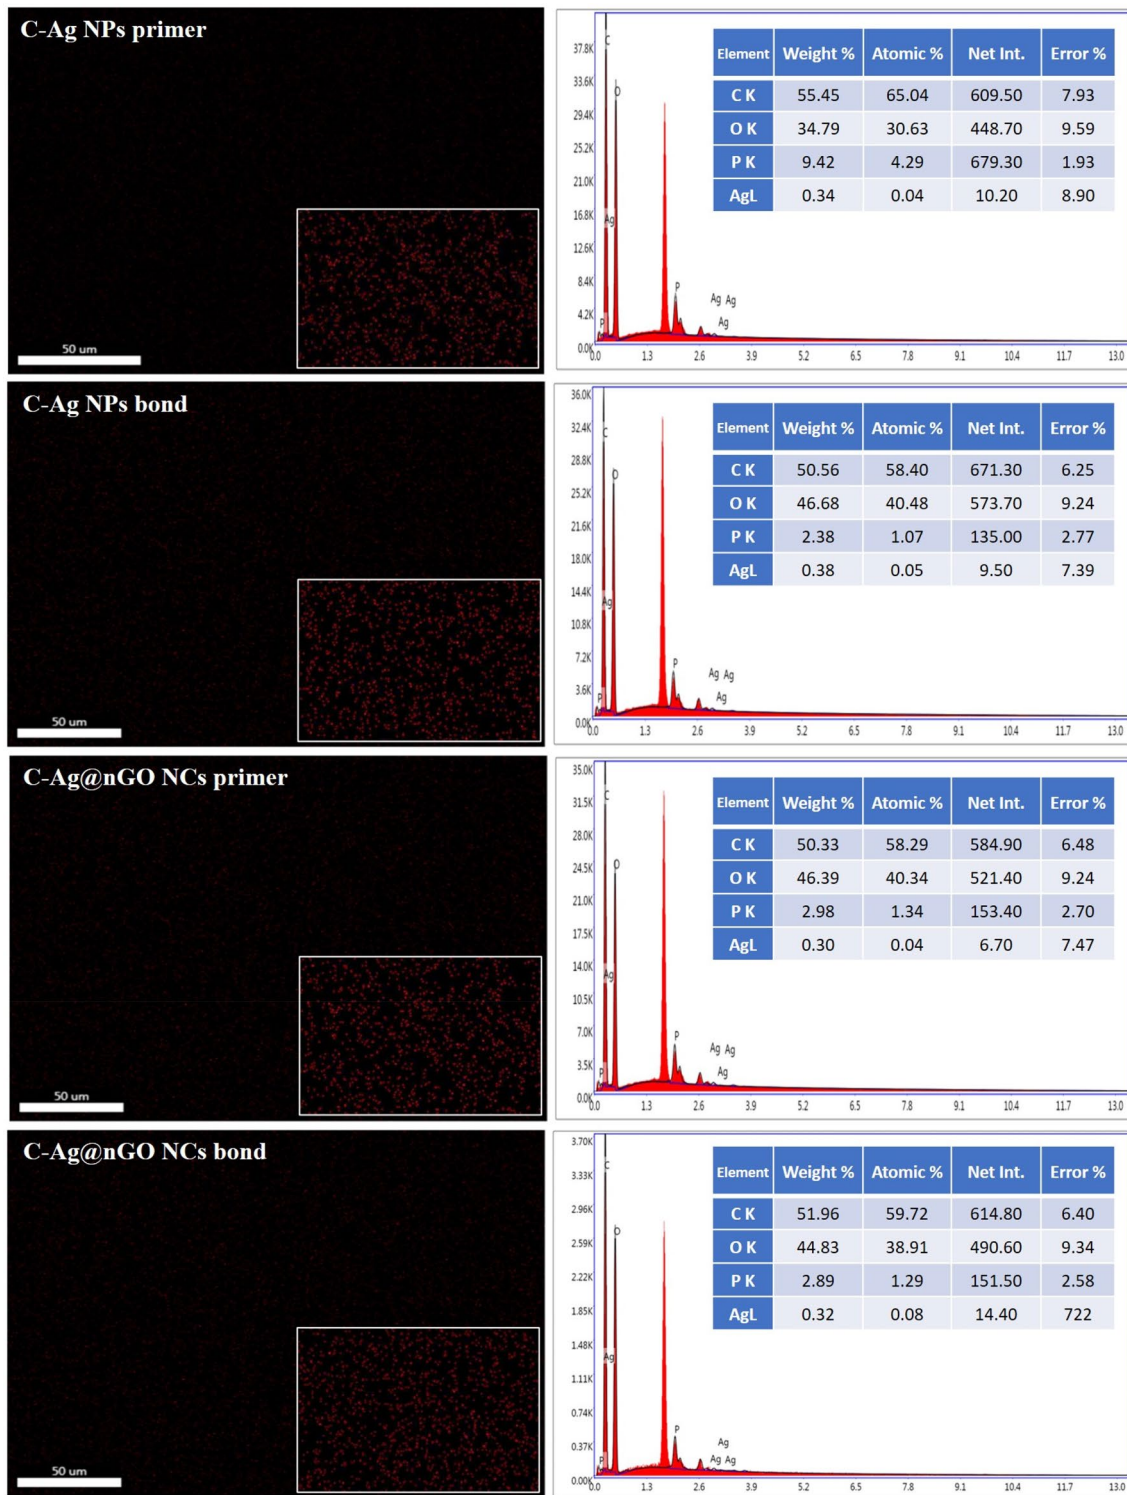 C-Ag NPs primer
50 um
37.8K
33.6K
29.4K
25.2K
21.0K
16.8K
12.6K
8.4K
4.2K
0.0K
C
O
Ag
P
P
Ag Ag
Ag
0.0 1.3 2.6 3.9 5.2 6.5 7.8 9.1 10.4 11.7 13.0
Element Weight % Atomic % Net Int. Error %
C K 55.45 65.04 609.50 7.93
O K 34.79 30.63 448.70 9.59
P K 9.42 4.29 679.30 1.93
AgL 0.34 0.04 10.20 8.90
C-Ag NPs bond
50 um
36.0K
32.4K
28.8K
25.2K
21.6K
18.0K
14.4K
10.8K
7.2K
3.6K
0.0K
C
O
Ag
P
P
Ag Ag
Ag
0.0 1.3 2.6 3.9 5.2 6.5 7.8 9.1 10.4 11.7 13.0
Element Weight % Atomic % Net Int. Error %
C K 50.56 58.40 671.30 6.25
O K 46.68 40.48 573.70 9.24
P K 2.38 1.07 135.00 2.77
AgL 0.38 0.05 9.50 7.39
C-Ag@nGO NCs primer
50 um
35.0K
31.5K
28.0K
24.5K
21.0K
17.5K
14.0K
10.5K
7.0K
3.5K
0.0K
C
O
Ag
P
P
Ag Ag
Ag
0.0 1.3 2.6 3.9 5.2 6.5 7.8 9.1 10.4 11.7 13.0
Element Weight % Atomic % Net Int. Error %
C K 50.33 58.29 584.90 6.48
O K 46.39 40.34 521.40 9.24
P K 2.98 1.34 153.40 2.70
AgL 0.30 0.04 6.70 7.47
C-Ag@nGO NCs bond
50 um
3.70K
3.33K
2.96K
2.59K
2.22K
1.85K
1.48K
1.11K
0.74K
0.37K
0.00K
C
O
Ag
P
P
Ag
Ag Ag
0.0 1.3 2.6 3.9 5.2 6.5 7.8 9.1 10.4 11.7 13.0
Element Weight % Atomic % Net Int. Error %
C K 51.96 59.72 614.80 6.40
O K 44.83 38.91 490.60 9.34
P K 2.89 1.29 151.50 2.58
AgL 0.32 0.08 14.40 722